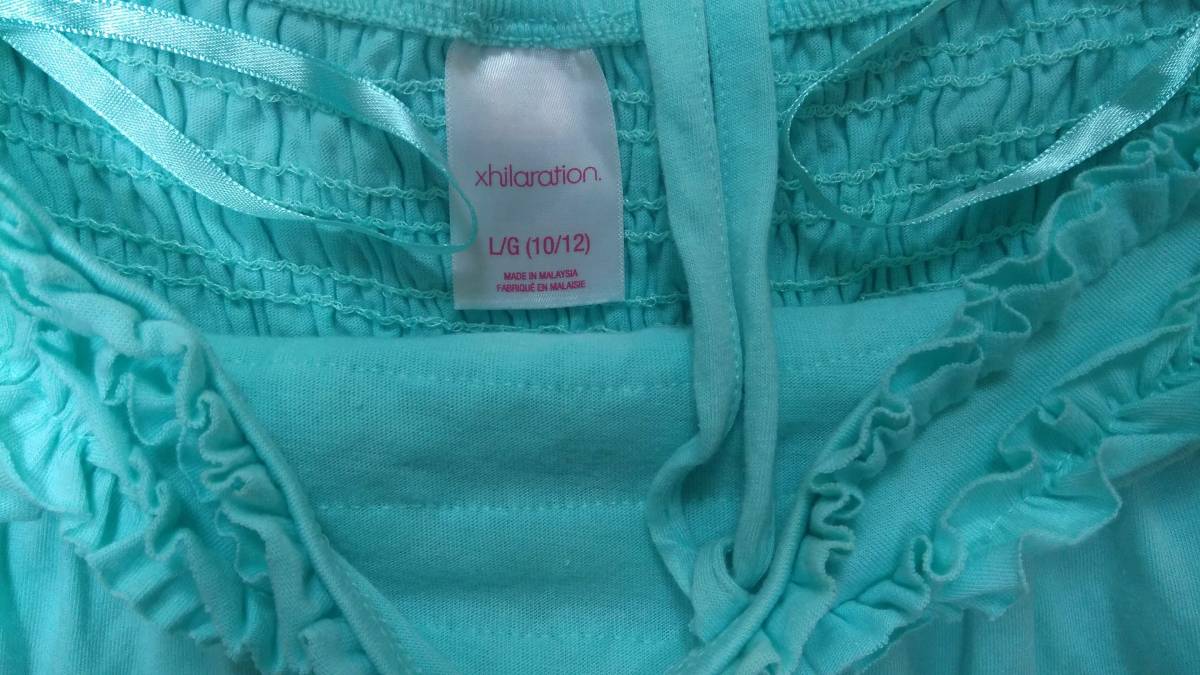 xhilaration.
L/G (10/12)
MADE IN MALAYSIA
FABRIQUÉ EN MALAISIE